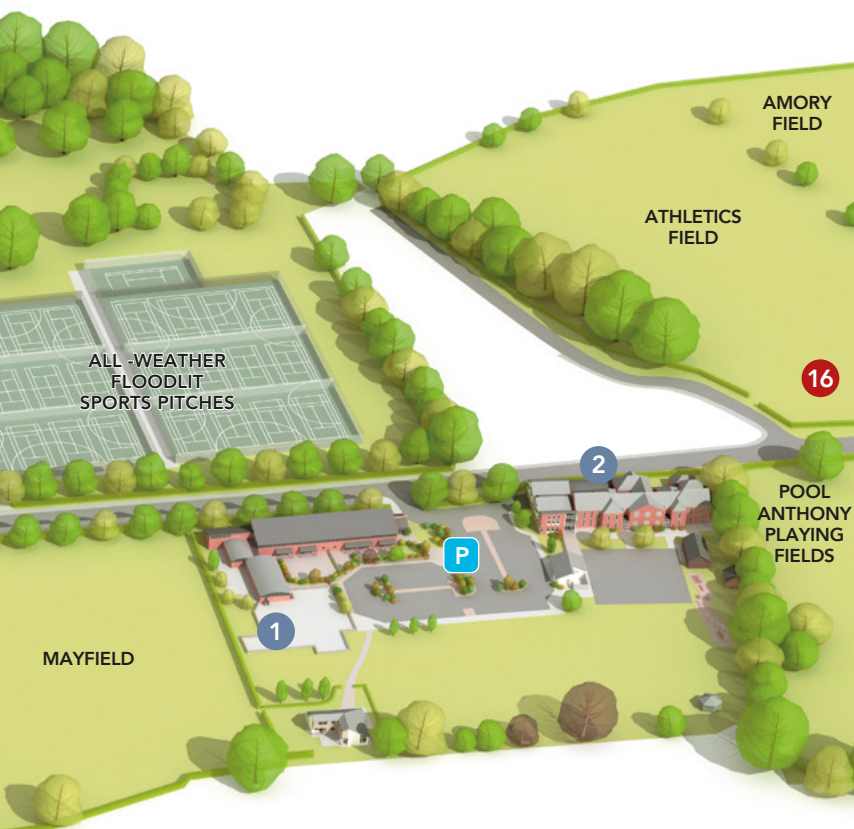 AMORY
FIELD
ATHLETICS
FIELD
ALL -WEATHER
FLOODLIT
SPORTS PITCHES
16
2
POOL
ANTHONY
PLAYING
FIELDS
P
1
MAYFIELD